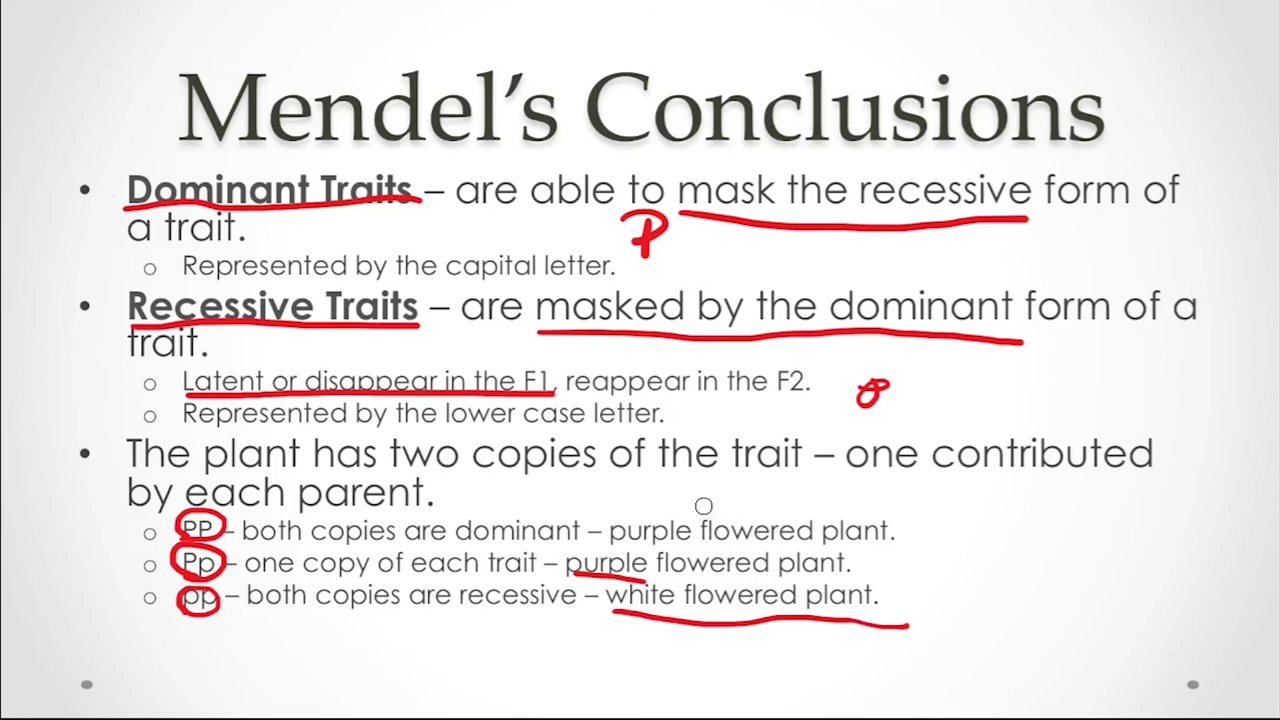 Mendel's Conclusions
• Dominant Traits – are able to mask the recessive form of
a trait.
P
o Represented by the capital letter.
• Recessive Traits – are masked by the dominant form of a
trait.
o Latent or disappear in the F1, reappear in the F2.
o Represented by the lower case letter.
• The plant has two copies of the trait – one contributed
by each parent.
o PP – both copies are dominant – purple flowered plant.
o Pp – one copy of each trait – purple flowered plant.
o pp – both copies are recessive – white flowered plant.